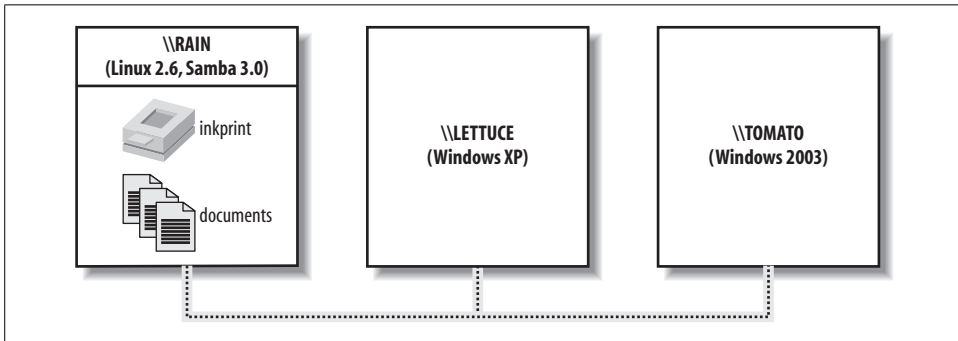 \\RAIN
(Linux 2.6, Samba 3.0)
inkprint
documents
\\LETTUCE
(Windows XP)
\\TOMATO
(Windows 2003)